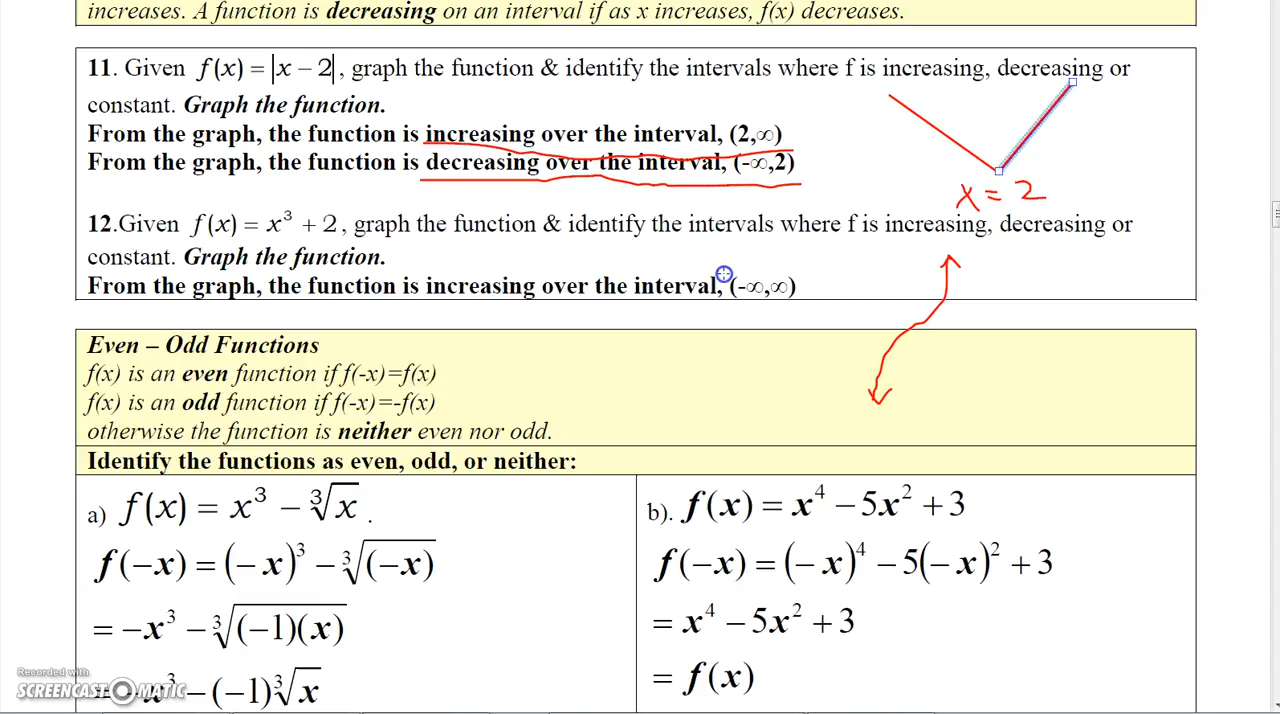 increases. A function is decreasing on an interval if as x increases, f(x) decreases.
11. Given f(x) = |x − 2|, graph the function & identify the intervals where f is increasing, decreasing or
constant. Graph the function.
From the graph, the function is increasing over the interval, (2,∞)
From the graph, the function is decreasing over the interval, (-∞,2)
x = 2
12.Given f(x) = x³ + 2, graph the function & identify the intervals where f is increasing, decreasing or
constant. Graph the function.
From the graph, the function is increasing over the interval, (-∞,∞)
Even – Odd Functions
f(x) is an even function if f(-x)=f(x)
f(x) is an odd function if f(-x)=-f(x)
otherwise the function is neither even nor odd.
Identify the functions as even, odd, or neither:
a) f(x) = x³ − ∛x .
f(−x) = (− x)³ − ∛(−x)
= −x³ − ∛(−1)(x)
= −x³ − (−1)∛x
b). f(x) = x⁴ − 5x² + 3
f(−x) = (− x)⁴ − 5(− x)² + 3
= x⁴ − 5x² + 3
= f(x)
Recorded with
SCREENCAST-O-MATIC